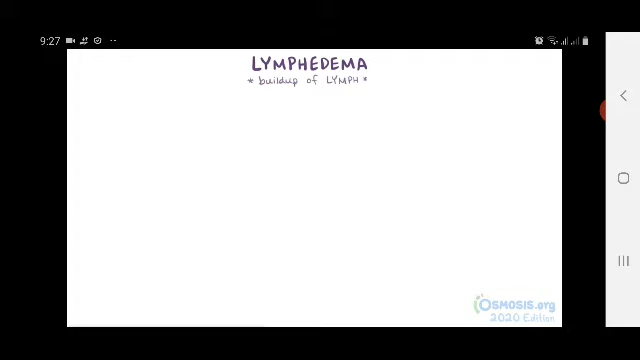 9:27
LYMPHEDEMA
* buildup of LYMPH *
OSMOSIS.org
2020 Edition